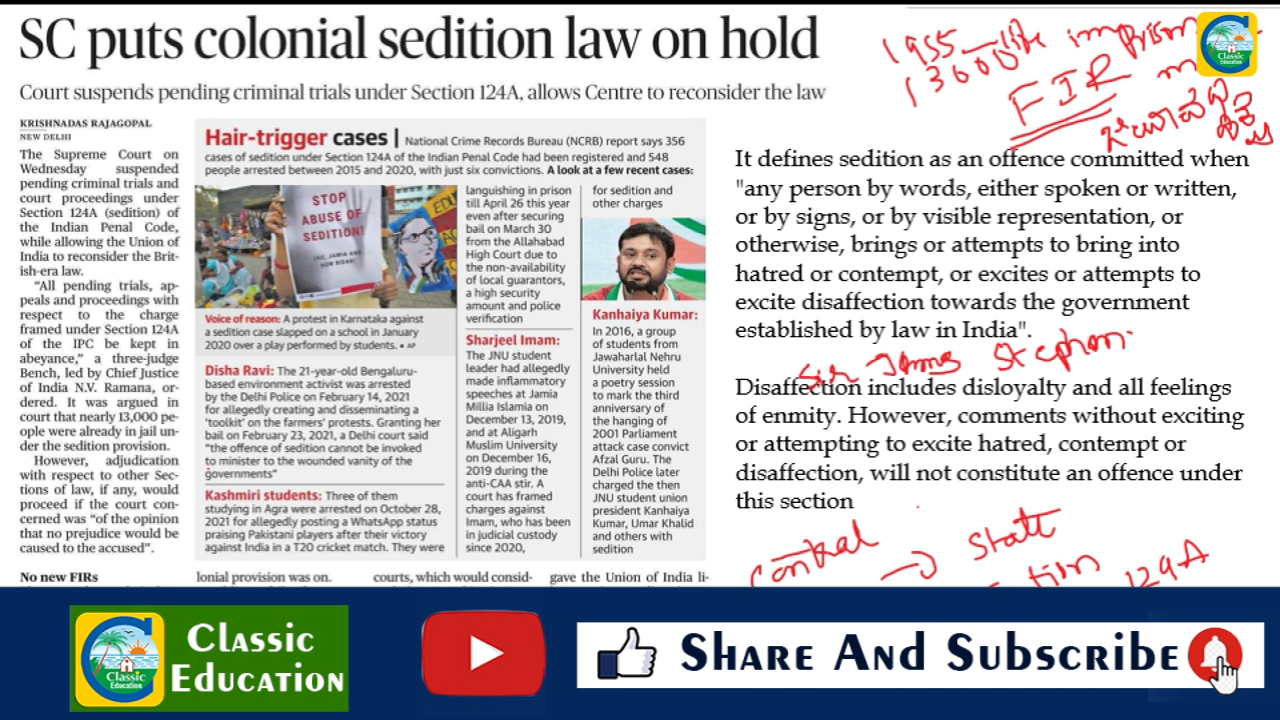 SC puts colonial sedition law on hold
Court suspends pending criminal trials under Section 124A, allows Centre to reconsider the law
KRISHNADAS RAJAGOPAL
NEW DELHI
The Supreme Court on
Wednesday suspended
pending criminal trials and
court proceedings under
Section 124A (sedition) of
the Indian Penal Code,
while allowing the Union of
India to reconsider the Brit-
ish-era law.
“All pending trials, ap-
peals and proceedings with
respect to the charge
framed under Section 124A
of the IPC be kept in
abeyance,” a three-judge
Bench, led by Chief Justice
of India N.V. Ramana, or-
dered. It was argued in
court that nearly 13,000 pe-
ople were already in jail un-
der the sedition provision.
However, adjudication
with respect to other Sec-
tions of law, if any, would
proceed if the court con-
cerned was “of the opinion
that no prejudice would be
caused to the accused”.
No new FIRs
Hair-trigger cases | National Crime Records Bureau (NCRB) report says 356
cases of sedition under Section 124A of the Indian Penal Code had been registered and 548
people arrested between 2015 and 2020, with just six convictions. A look at a few recent cases:
STOP
ABUSE OF
SEDITION!
Voice of reason: A protest in Karnataka against
a sedition case slapped on a school in January
2020 over a play performed by students. • AP
Disha Ravi: The 21-year-old Bengaluru-
based environment activist was arrested
by the Delhi Police on February 14, 2021
for allegedly creating and disseminating a
'toolkit' on the farmers' protests. Granting her
bail on February 23, 2021, a Delhi court said
"the offence of sedition cannot be invoked
to minister to the wounded vanity of the
governments"
Kashmiri students: Three of them
studying in Agra were arrested on October 28,
2021 for allegedly posting a WhatsApp status
praising Pakistani players after their victory
against India in a T20 cricket match. They were
languishing in prison
till April 26 this year
even after securing
bail on March 30
from the Allahabad
High Court due to
the non-availability
of local guarantors,
a high security
amount and police
verification
Sharjeel Imam:
The JNU student
leader had allegedly
made inflammatory
speeches at Jamia
Millia Islamia on
December 13, 2019,
and at Aligarh
Muslim University
on December 16,
2019 during the
anti-CAA stir. A
court has framed
charges against
Imam, who has been
in judicial custody
since 2020,
for sedition and
other charges
Kanhaiya Kumar:
In 2016, a group
of students from
Jawaharlal Nehru
University held
a poetry session
to mark the third
anniversary of
the hanging of
2001 Parliament
attack case convict
Afzal Guru. The
Delhi Police later
charged the then
JNU student union
president Kanhaiya
Kumar, Umar Khalid
and others with
sedition
lonial provision was on.
courts, which would consid-
gave the Union of India li-
1955 — life imprison
FIR
It defines sedition as an offence committed when
"any person by words, either spoken or written,
or by signs, or by visible representation, or
otherwise, brings or attempts to bring into
hatred or contempt, or excites or attempts to
excite disaffection towards the government
established by law in India".
Sir James Stephen
Disaffection includes disloyalty and all feelings
of enmity. However, comments without exciting
or attempting to excite hatred, contempt or
disaffection, will not constitute an offence under
this section
Central → State
124A
Classic
Education
Classic
Education
Classic
Education
Share And Subscribe